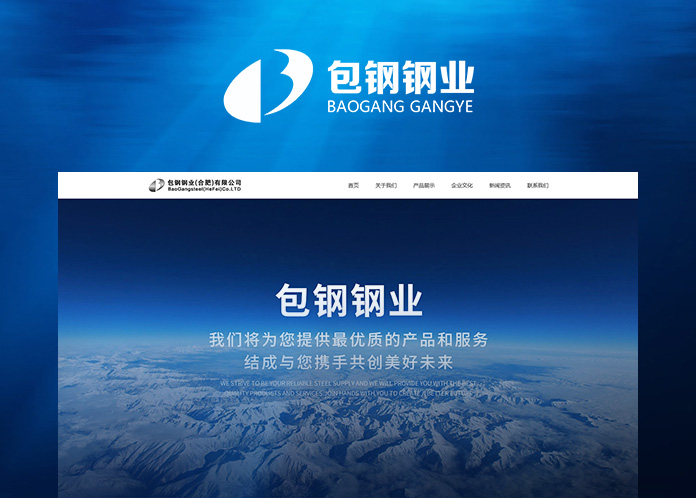 包钢钢业
BAOGANG GANGYE
包钢钢业(合肥)有限公司
BaoGangsteel(HeFei)Co.LTD
首页 关于我们 产品展示 企业文化 新闻资讯 联系我们
包钢钢业
我们将为您提供最优质的产品和服务
结成与您携手共创美好未来
WE STRIVE TO BE YOUR RELIABLE STEEL SUPPLY AND WE WILL PROVIDE YOU WITH THE BEST
QUALITY PRODUCTS AND SERVICES JOIN HANDS WITH YOU TO CREATE A BETTER FUTURE